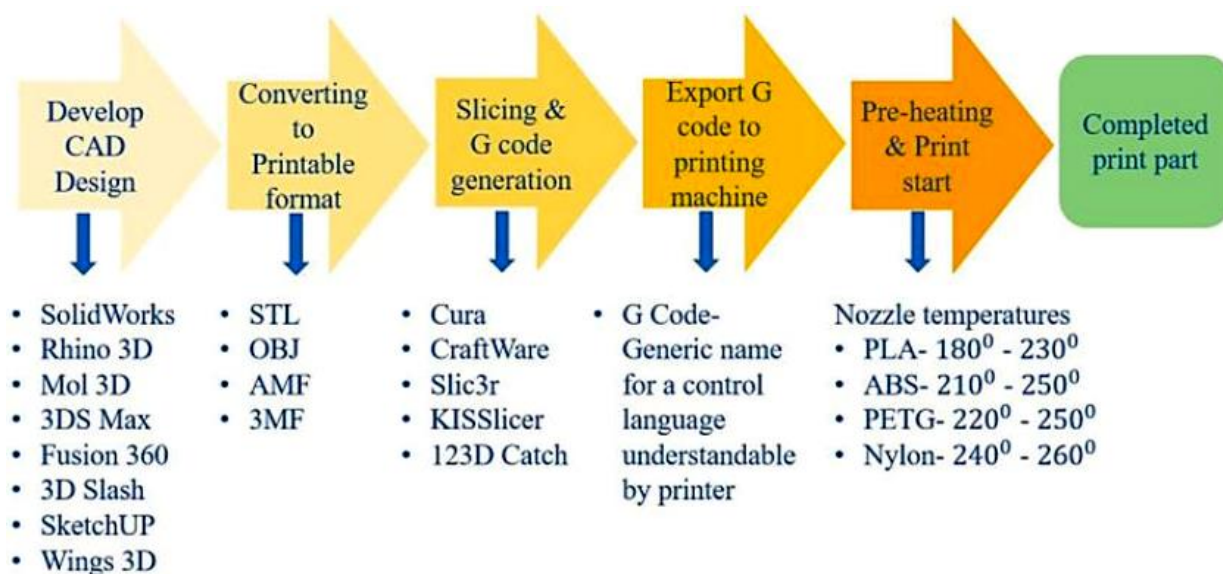 Develop
CAD
Design
Converting
to
Printable
format
Slicing &
G code
generation
Export G
code to
printing
machine
Pre-heating
& Print
start
Completed
print part
• SolidWorks
• Rhino 3D
• Mol 3D
• 3DS Max
• Fusion 360
• 3D Slash
• SketchUP
• Wings 3D
• STL
• OBJ
• AMF
• 3MF
• Cura
• CraftWare
• Slic3r
• KISSlicer
• 123D Catch
• G Code-
Generic name
for a control
language
understandable
by printer
Nozzle temperatures
• PLA- 180⁰ - 230⁰
• ABS- 210⁰ - 250⁰
• PETG- 220⁰ - 250⁰
• Nylon- 240⁰ - 260⁰